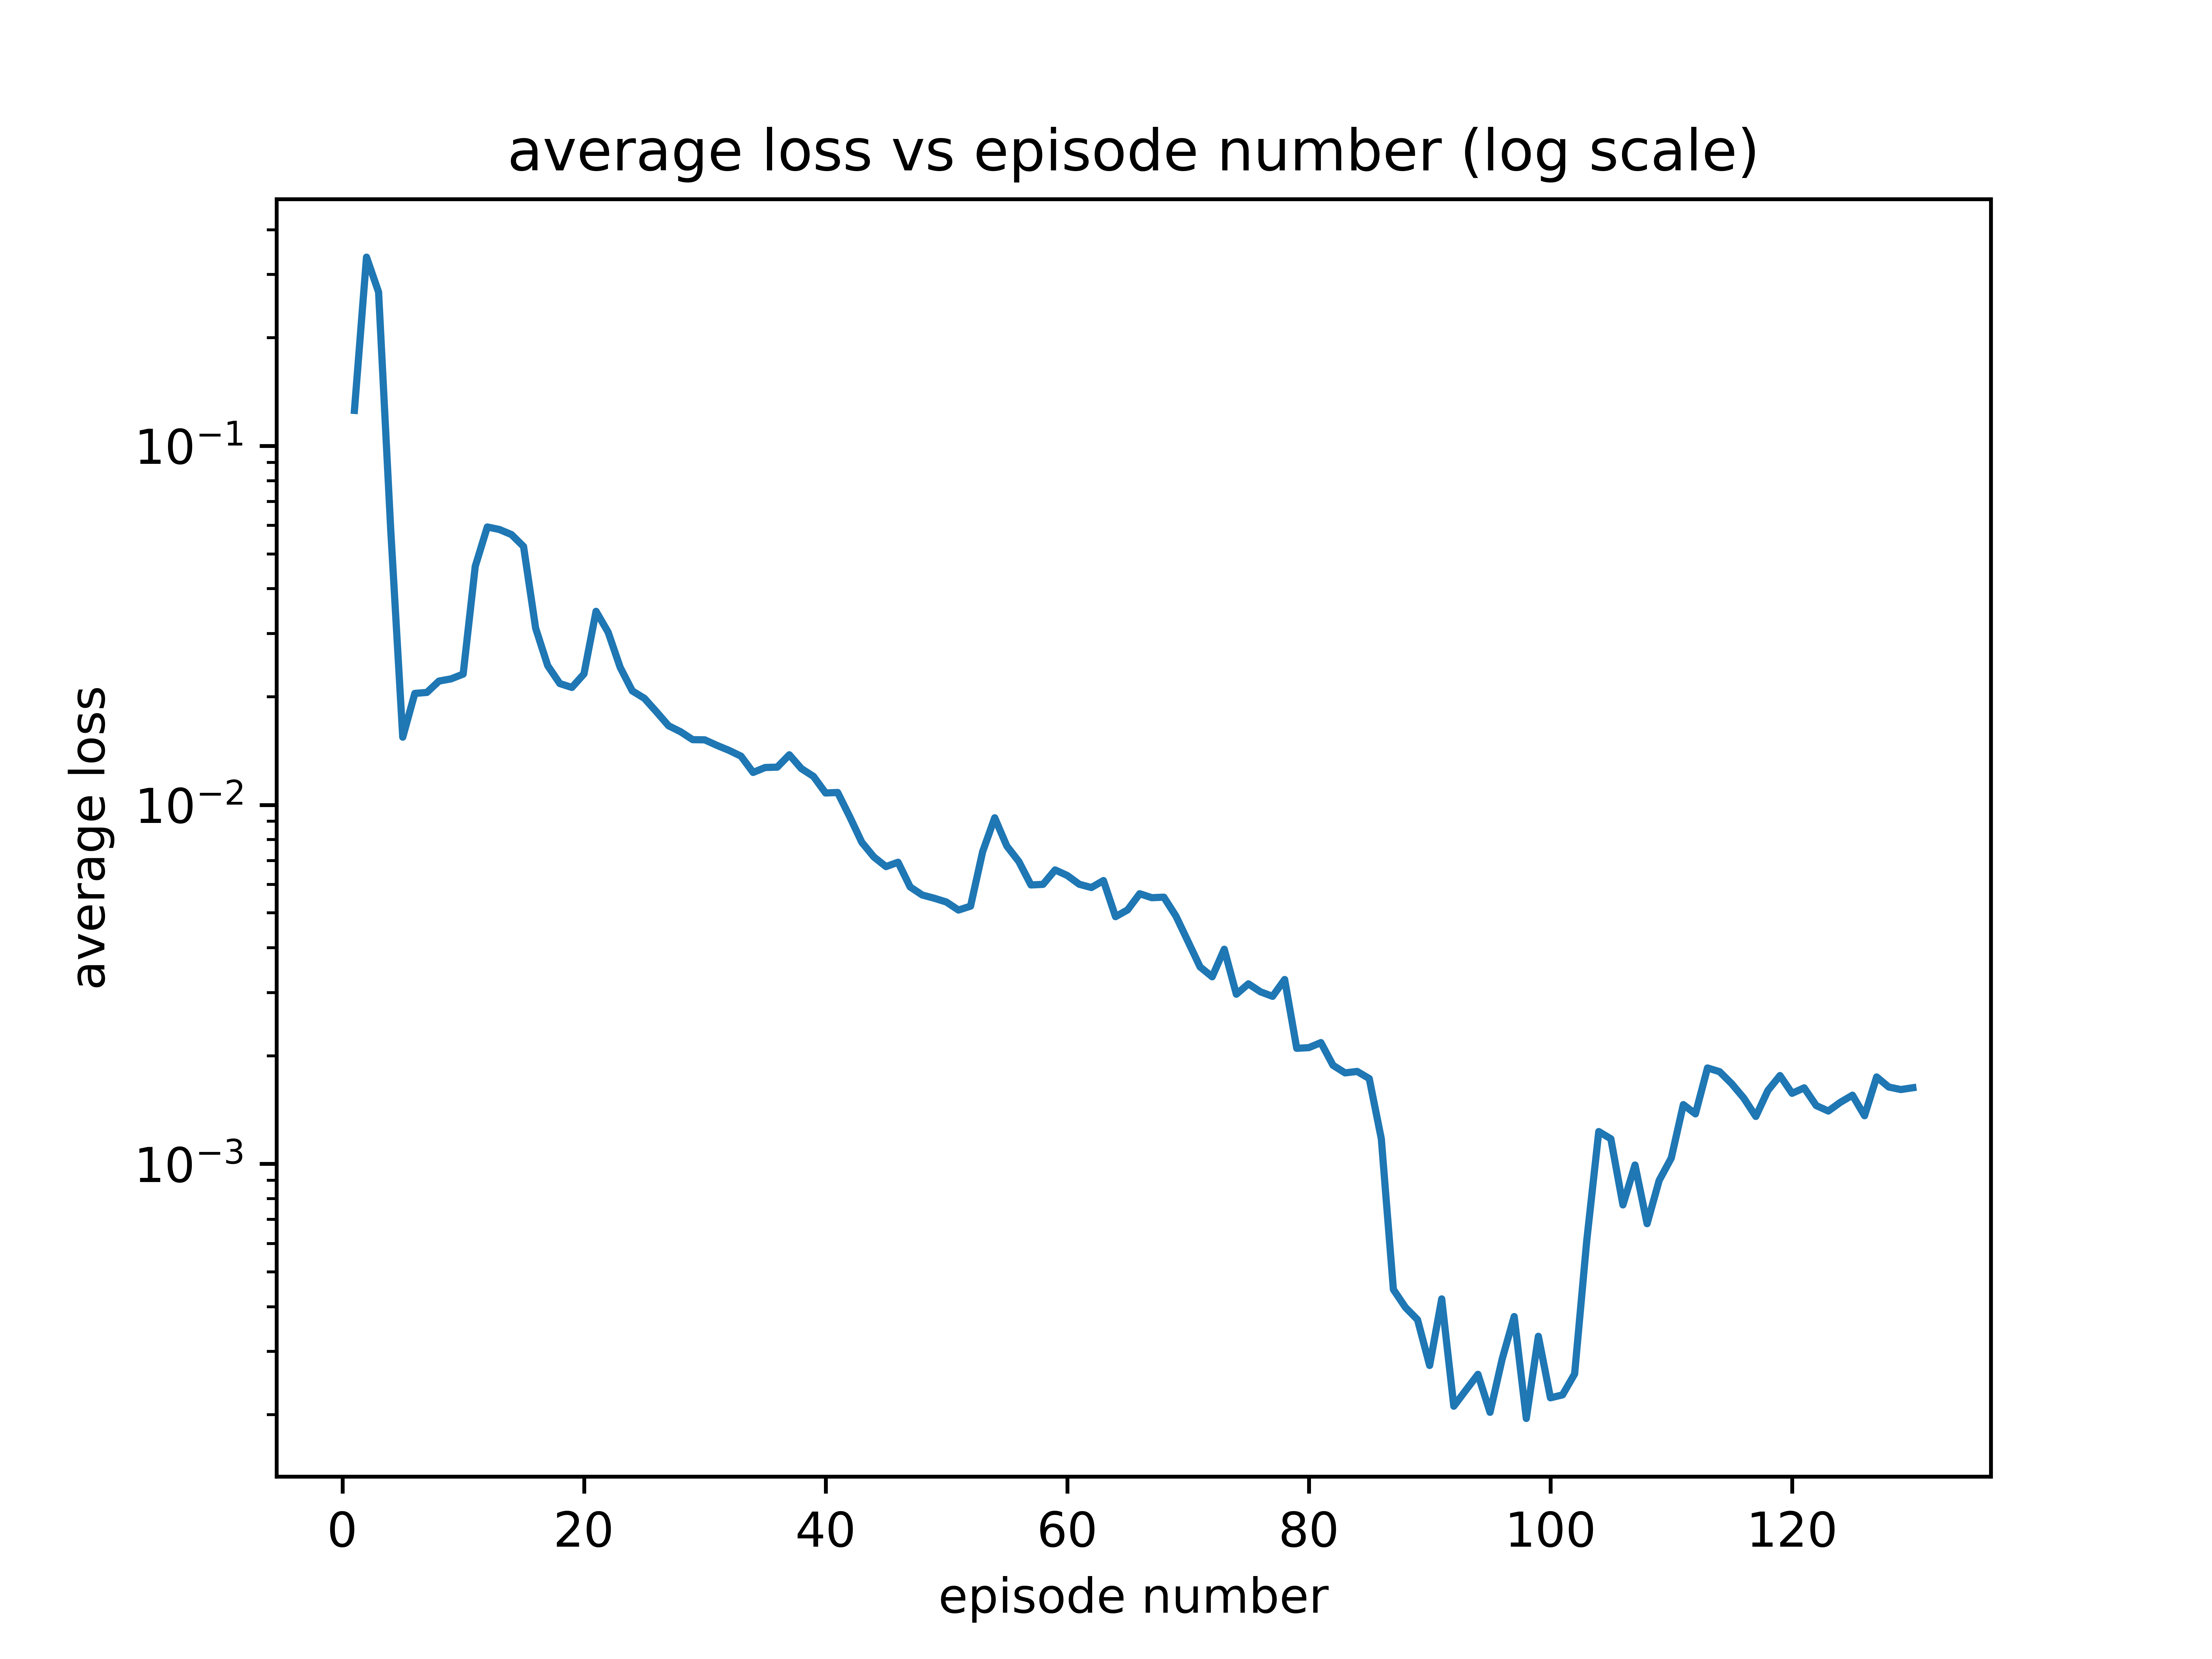 average loss vs episode number (log scale)
average loss
10⁻¹
10⁻²
10⁻³
0 20 40 60 80 100 120
episode number